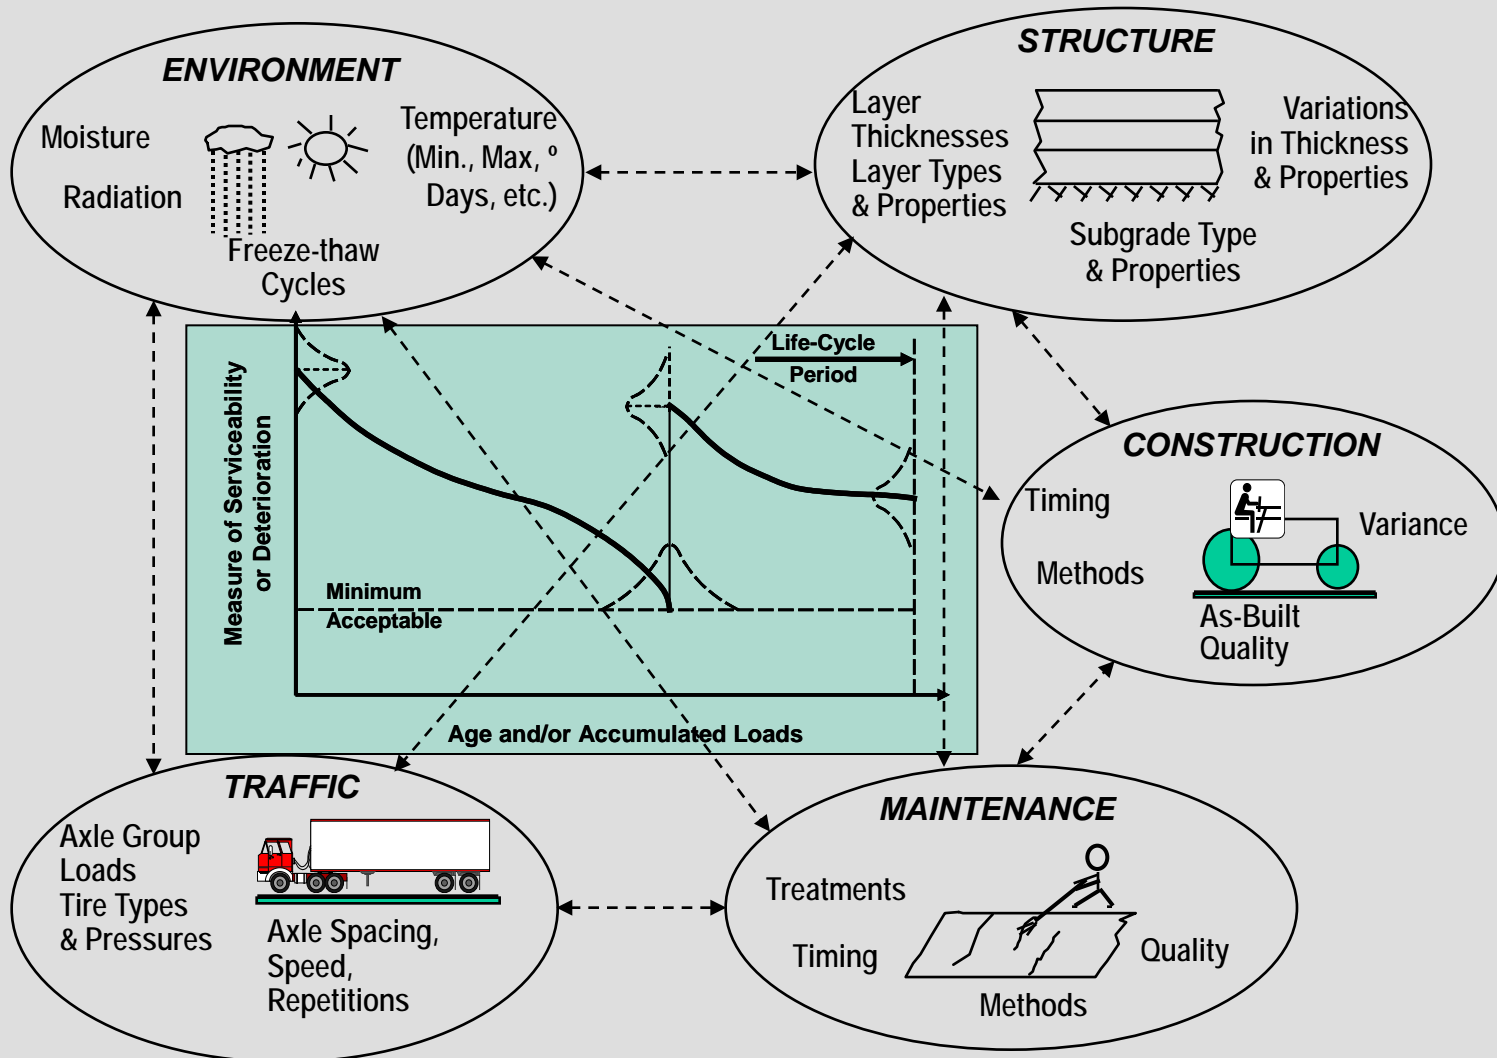 ENVIRONMENT
Moisture
Radiation
Temperature
(Min., Max, º
Days, etc.)
Freeze-thaw
Cycles
STRUCTURE
Layer
Thicknesses
Layer Types
& Properties
Variations
in Thickness
& Properties
Subgrade Type
& Properties
Measure of Serviceability
or Deterioration
Life-Cycle
Period
Minimum
Acceptable
Age and/or Accumulated Loads
CONSTRUCTION
Timing
Methods
Variance
As-Built
Quality
TRAFFIC
Axle Group
Loads
Tire Types
& Pressures
Axle Spacing,
Speed,
Repetitions
MAINTENANCE
Treatments
Timing
Quality
Methods